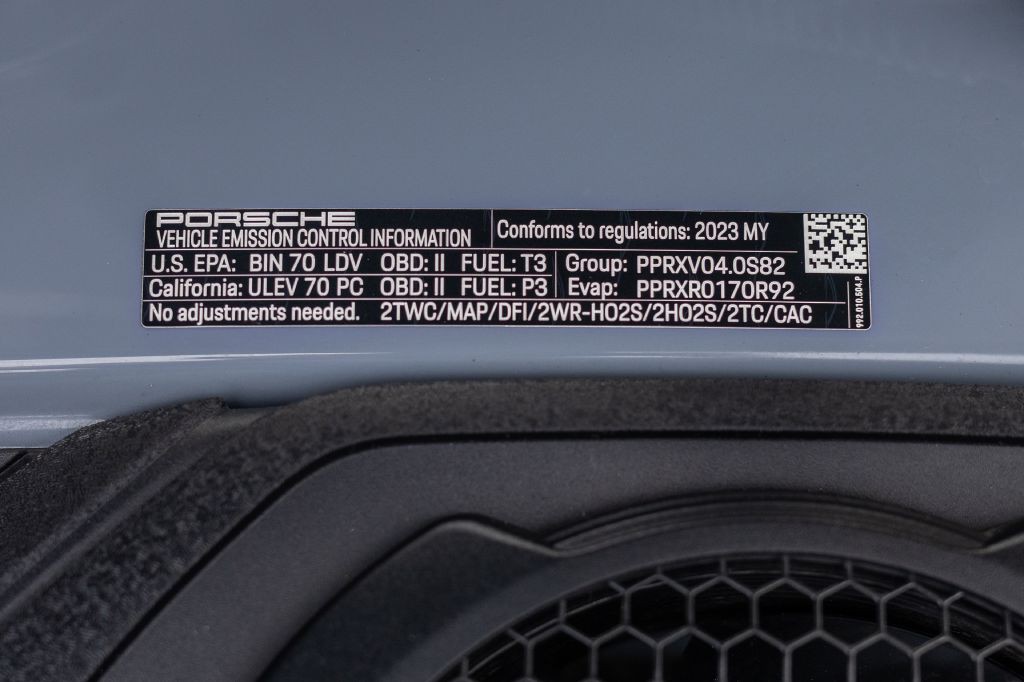 PORSCHE
VEHICLE EMISSION CONTROL INFORMATION
Conforms to regulations: 2023 MY
U.S. EPA: BIN 70 LDV OBD: II FUEL: T3
Group: PPRXV04.0S82
California: ULEV 70 PC OBD: II FUEL: P3
Evap: PPRXR0170R92
No adjustments needed. 2TWC/MAP/DFI/2WR-HO2S/2HO2S/2TC/CAC
992.010.504.P